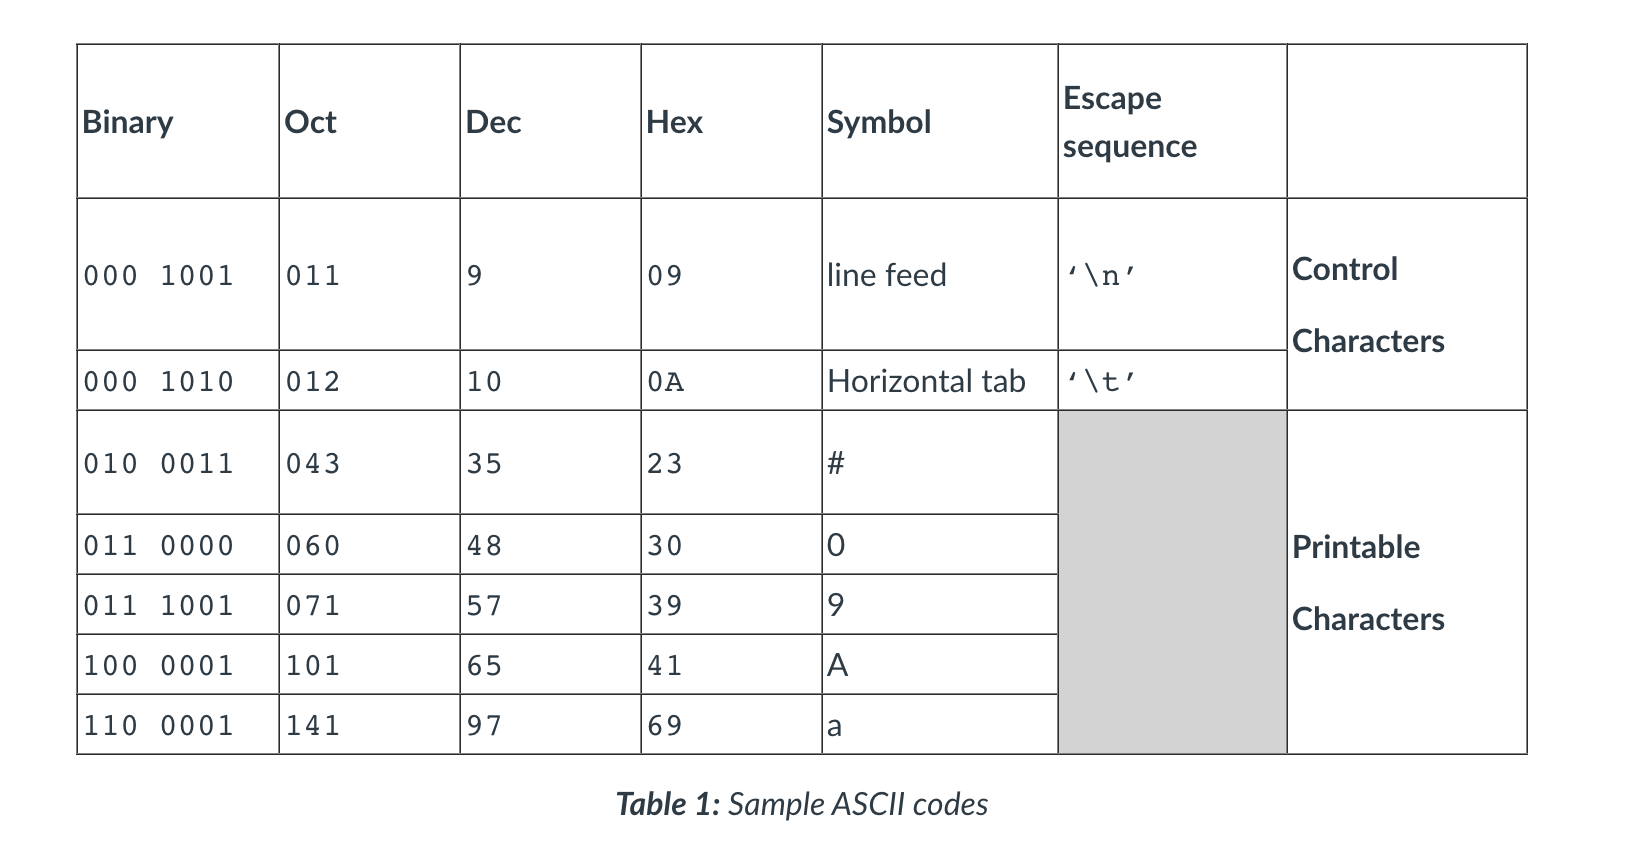 Binary Oct Dec Hex Symbol Escape sequence
000 1001 011 9 09 line feed ‘\n’ Control Characters
000 1010 012 10 0A Horizontal tab ‘\t’
010 0011 043 35 23 # Printable Characters
011 0000 060 48 30 0
011 1001 071 57 39 9
100 0001 101 65 41 A
110 0001 141 97 69 a
Table 1: Sample ASCII codes